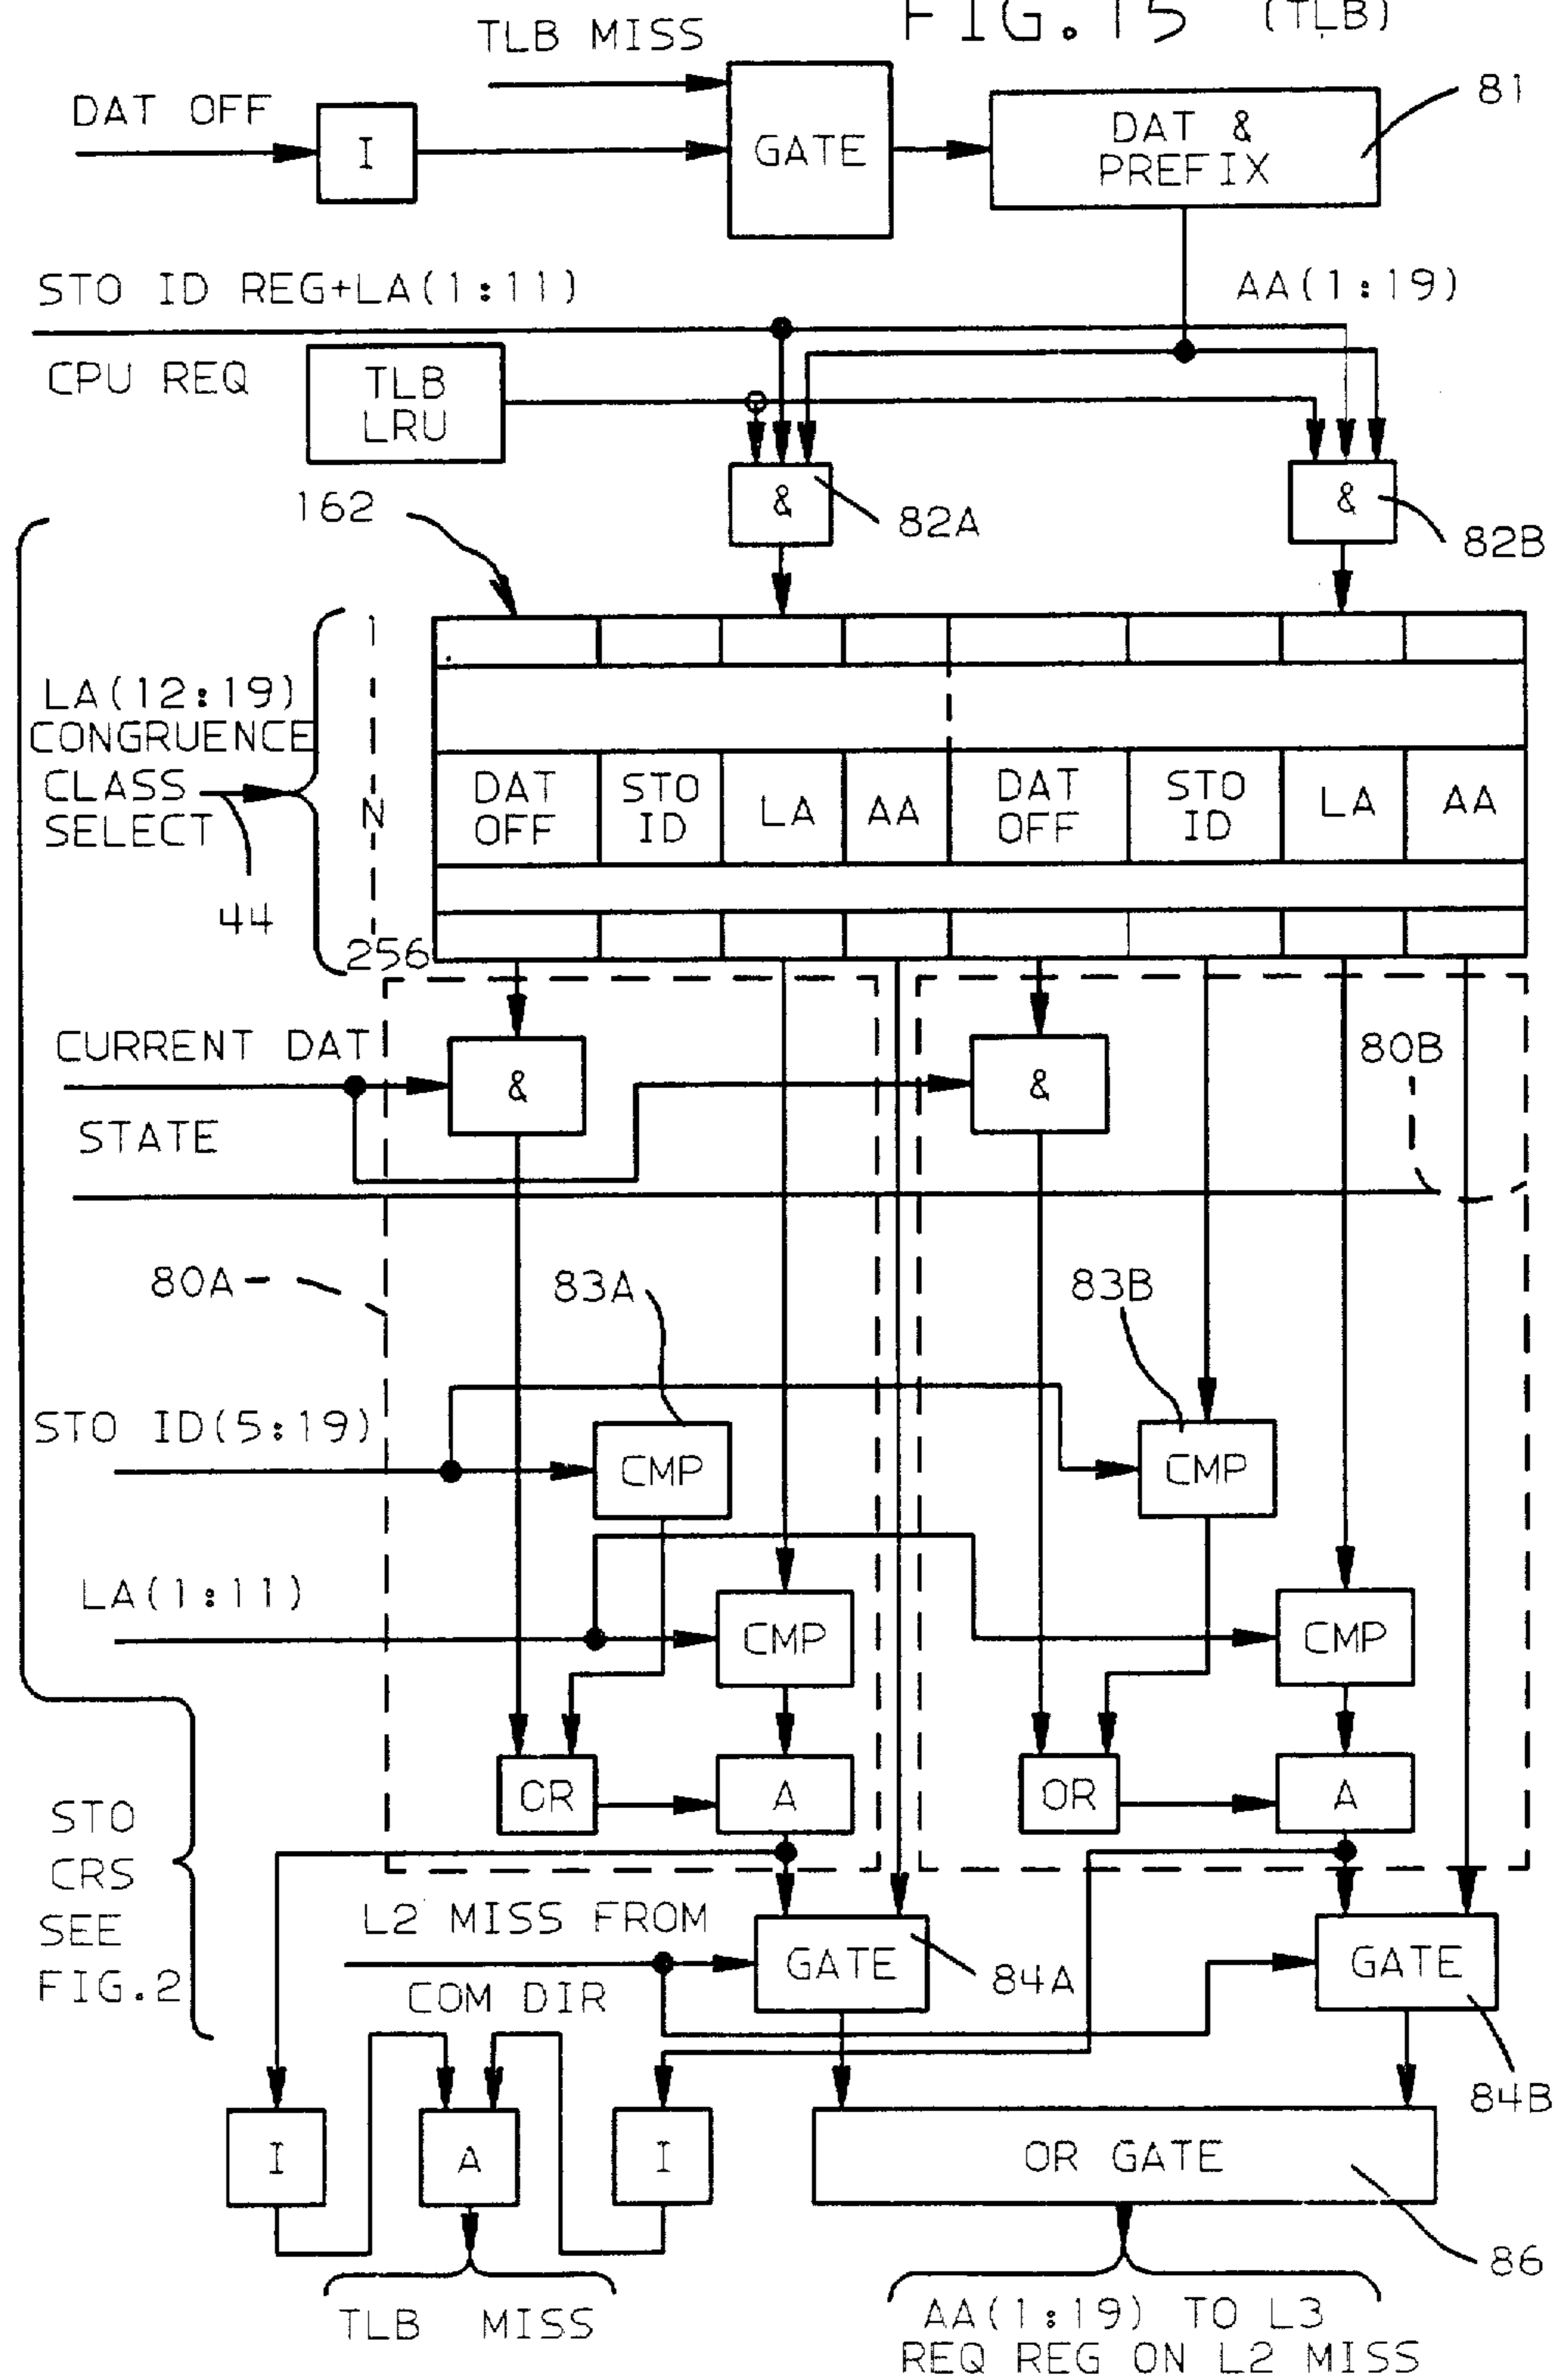 FIG.15 (TLB)
TLB MISS
DAT OFF
I
GATE
DAT &
PREFIX
81
STO ID REG+LA(1:11)
AA(1:19)
CPU REQ
TLB
LRU
&
82A
&
82B
162
1
LA(12:19)
CONGRUENCE
CLASS
SELECT
N
44
256
DAT
OFF
STO
ID
LA
AA
DAT
OFF
STO
ID
LA
AA
CURRENT DAT
STATE
&
&
80B
80A
83A
83B
STO ID(5:19)
CMP
CMP
LA(1:11)
CMP
CMP
OR
A
OR
A
STO
CRS
SEE
FIG.2
L2 MISS FROM
COM DIR
GATE
84A
GATE
84B
I
A
I
OR GATE
86
TLB MISS
AA(1:19) TO L3
REQ REG ON L2 MISS